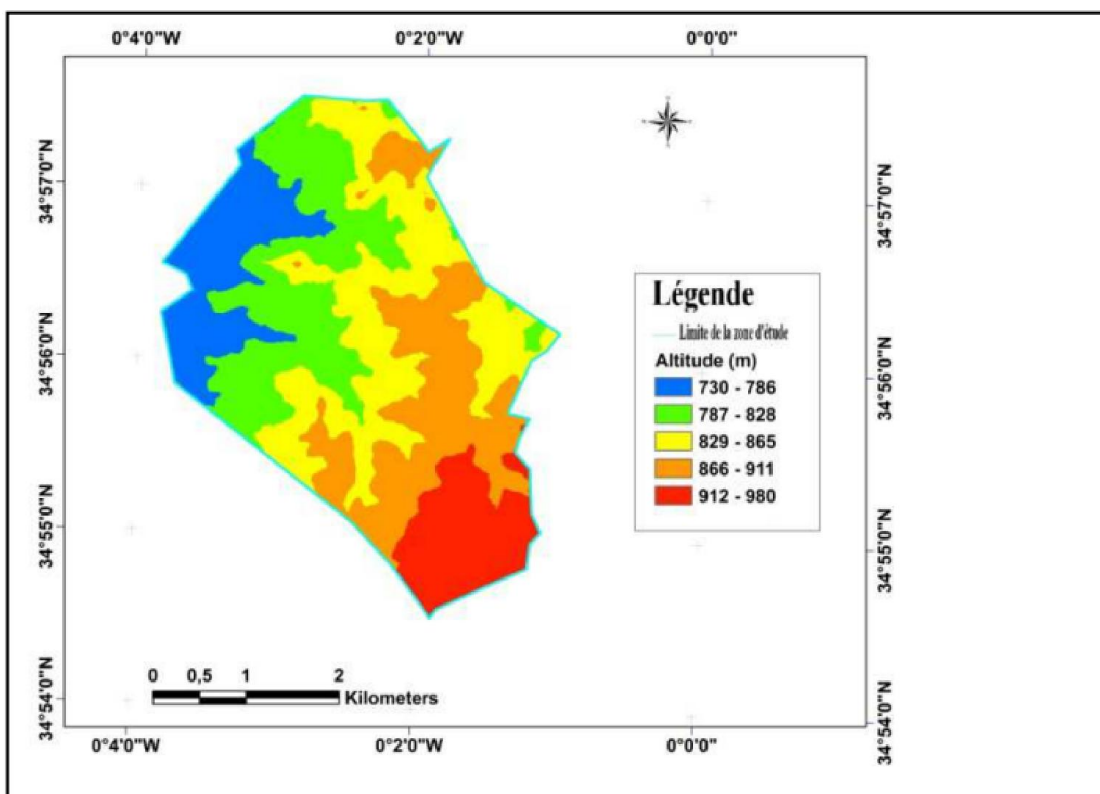 0°4'0"W 0°2'0"W 0°0'0"
34°57'0"N
34°56'0"N
34°55'0"N
34°54'0"N
34°57'0"N
34°56'0"N
34°55'0"N
34°54'0"N
Légende
Limite de la zone d'étude
Altitude (m)
730 - 786
787 - 828
829 - 865
866 - 911
912 - 980
0 0,5 1 2
Kilometers
0°4'0"W 0°2'0"W 0°0'0"